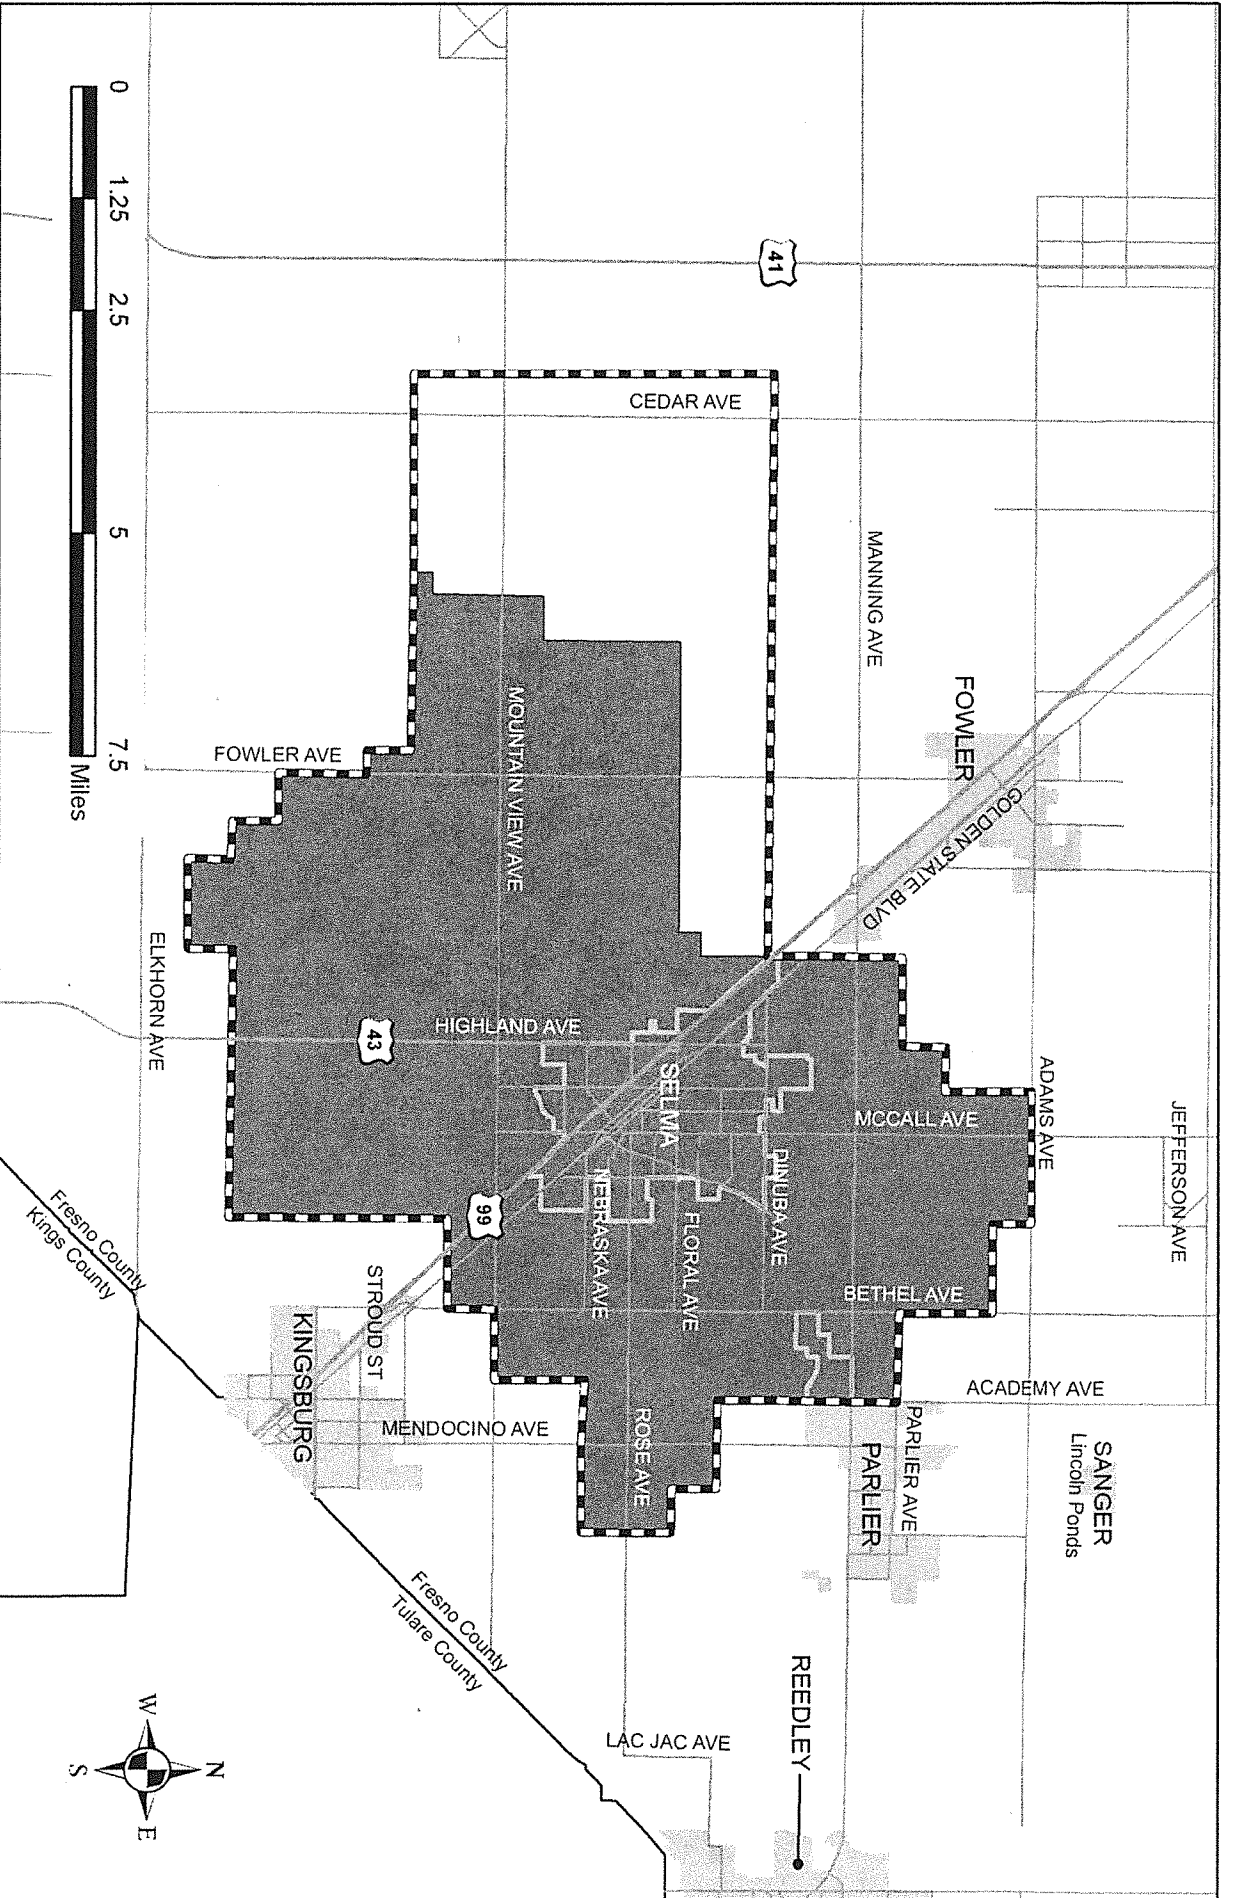 JEFFERSON AVE
ADAMS AVE
SANGER
Lincoln Ponds
FOWLER
GOLDEN STATE BLVD
MANNING AVE
MCCALL AVE
ACADEMY AVE
PARLIER AVE
PARLIER
BETHEL AVE
REEDLEY
41
CEDAR AVE
DINUBA AVE
SELMA
FLORAL AVE
LAC JAC AVE
ROSE AVE
NEBRASKA AVE
HIGHLAND AVE
MOUNTAIN VIEW AVE
99
43
MENDOCINO AVE
STROUD ST
KINGSBURG
FOWLER AVE
ELKHORN AVE
Fresno County
Tulare County
Fresno County
Kings County
0 1.25 2.5 5 7.5
Miles
N
W E
S